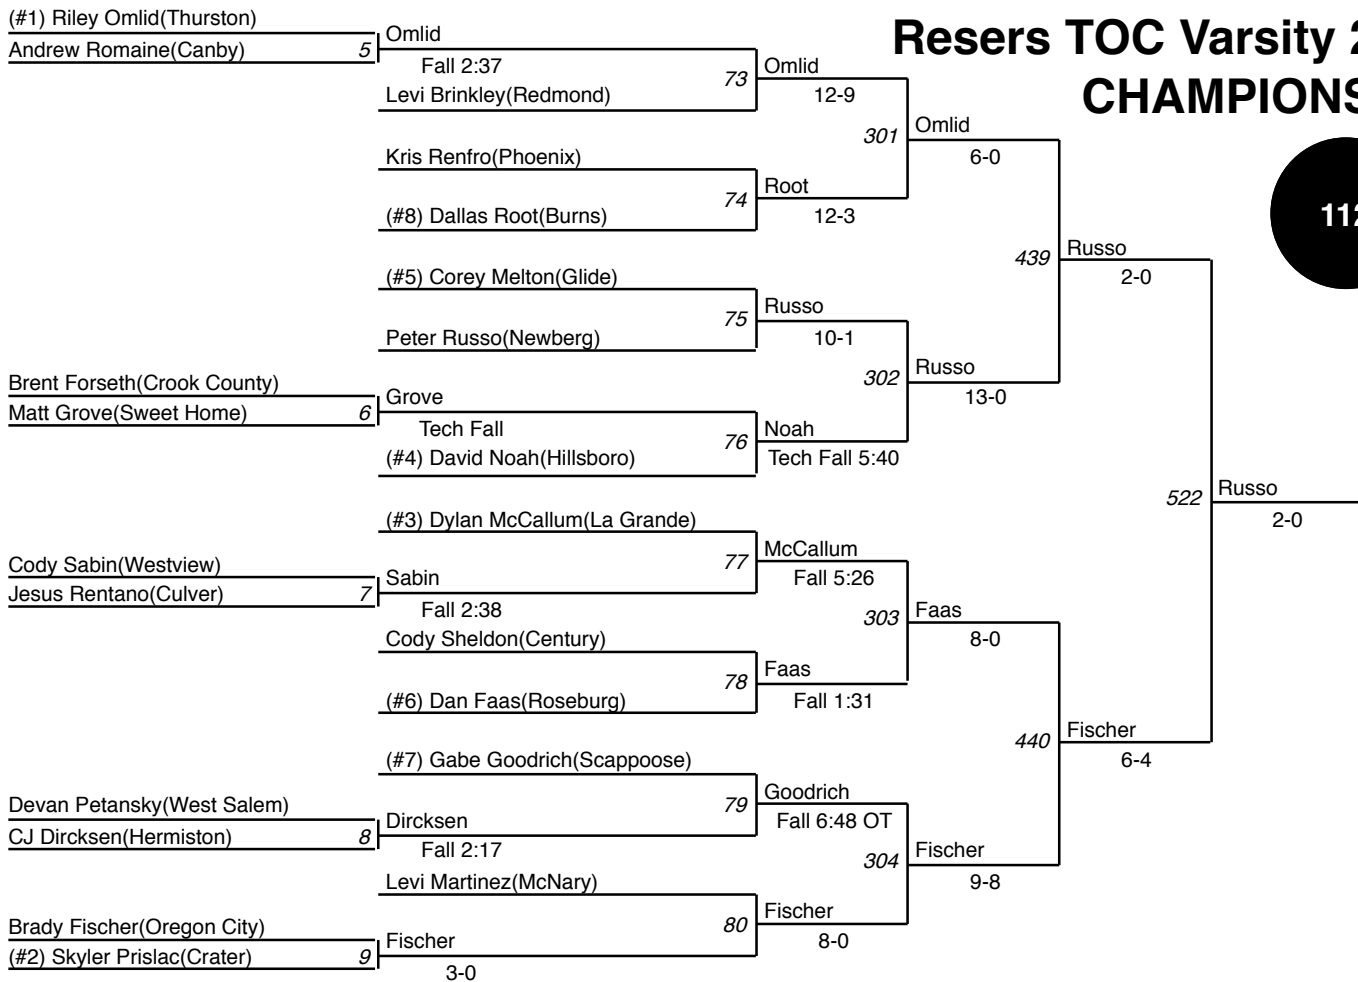 (#1) Riley Omlid(Thurston)
Andrew Romaine(Canby)
5
Omlid
Fall 2:37
Levi Brinkley(Redmond)
73
Omlid
12-9
Resers TOC Varsity
CHAMPIONS
Kris Renfro(Phoenix)
(#8) Dallas Root(Burns)
74
Root
12-3
301
Omlid
6-0
112
(#5) Corey Melton(Glide)
Peter Russo(Newberg)
75
Russo
10-1
439
Russo
2-0
Brent Forseth(Crook County)
Matt Grove(Sweet Home)
6
Grove
Tech Fall
(#4) David Noah(Hillsboro)
76
Noah
Tech Fall 5:40
302
Russo
13-0
522
Russo
2-0
(#3) Dylan McCallum(La Grande)
Cody Sabin(Westview)
Jesus Rentano(Culver)
7
Sabin
Fall 2:38
77
McCallum
Fall 5:26
Cody Sheldon(Century)
(#6) Dan Faas(Roseburg)
78
Faas
Fall 1:31
303
Faas
8-0
440
Fischer
6-4
(#7) Gabe Goodrich(Scappoose)
Devan Petansky(West Salem)
CJ Dircksen(Hermiston)
8
Dircksen
Fall 2:17
79
Goodrich
Fall 6:48 OT
Levi Martinez(McNary)
Brady Fischer(Oregon City)
(#2) Skyler Prislac(Crater)
9
Fischer
3-0
80
Fischer
8-0
304
Fischer
9-8